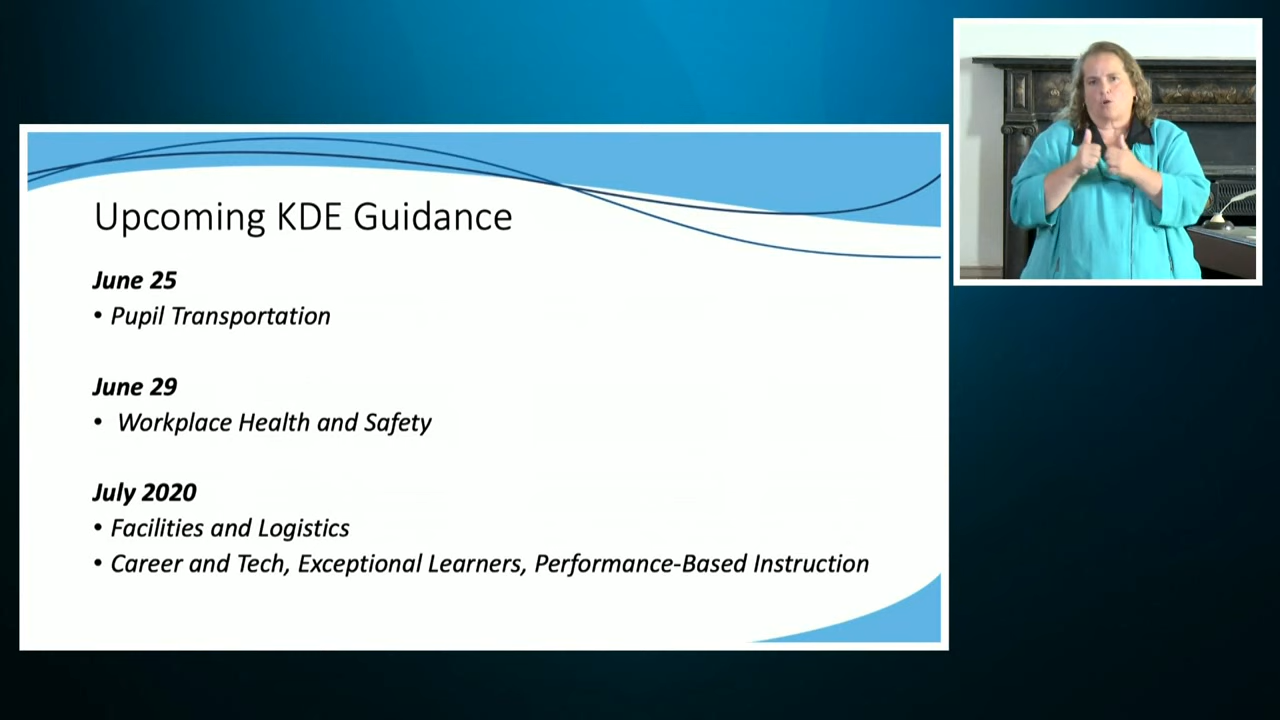 Upcoming KDE Guidance
June 25
• Pupil Transportation
June 29
• Workplace Health and Safety
July 2020
• Facilities and Logistics
• Career and Tech, Exceptional Learners, Performance-Based Instruction